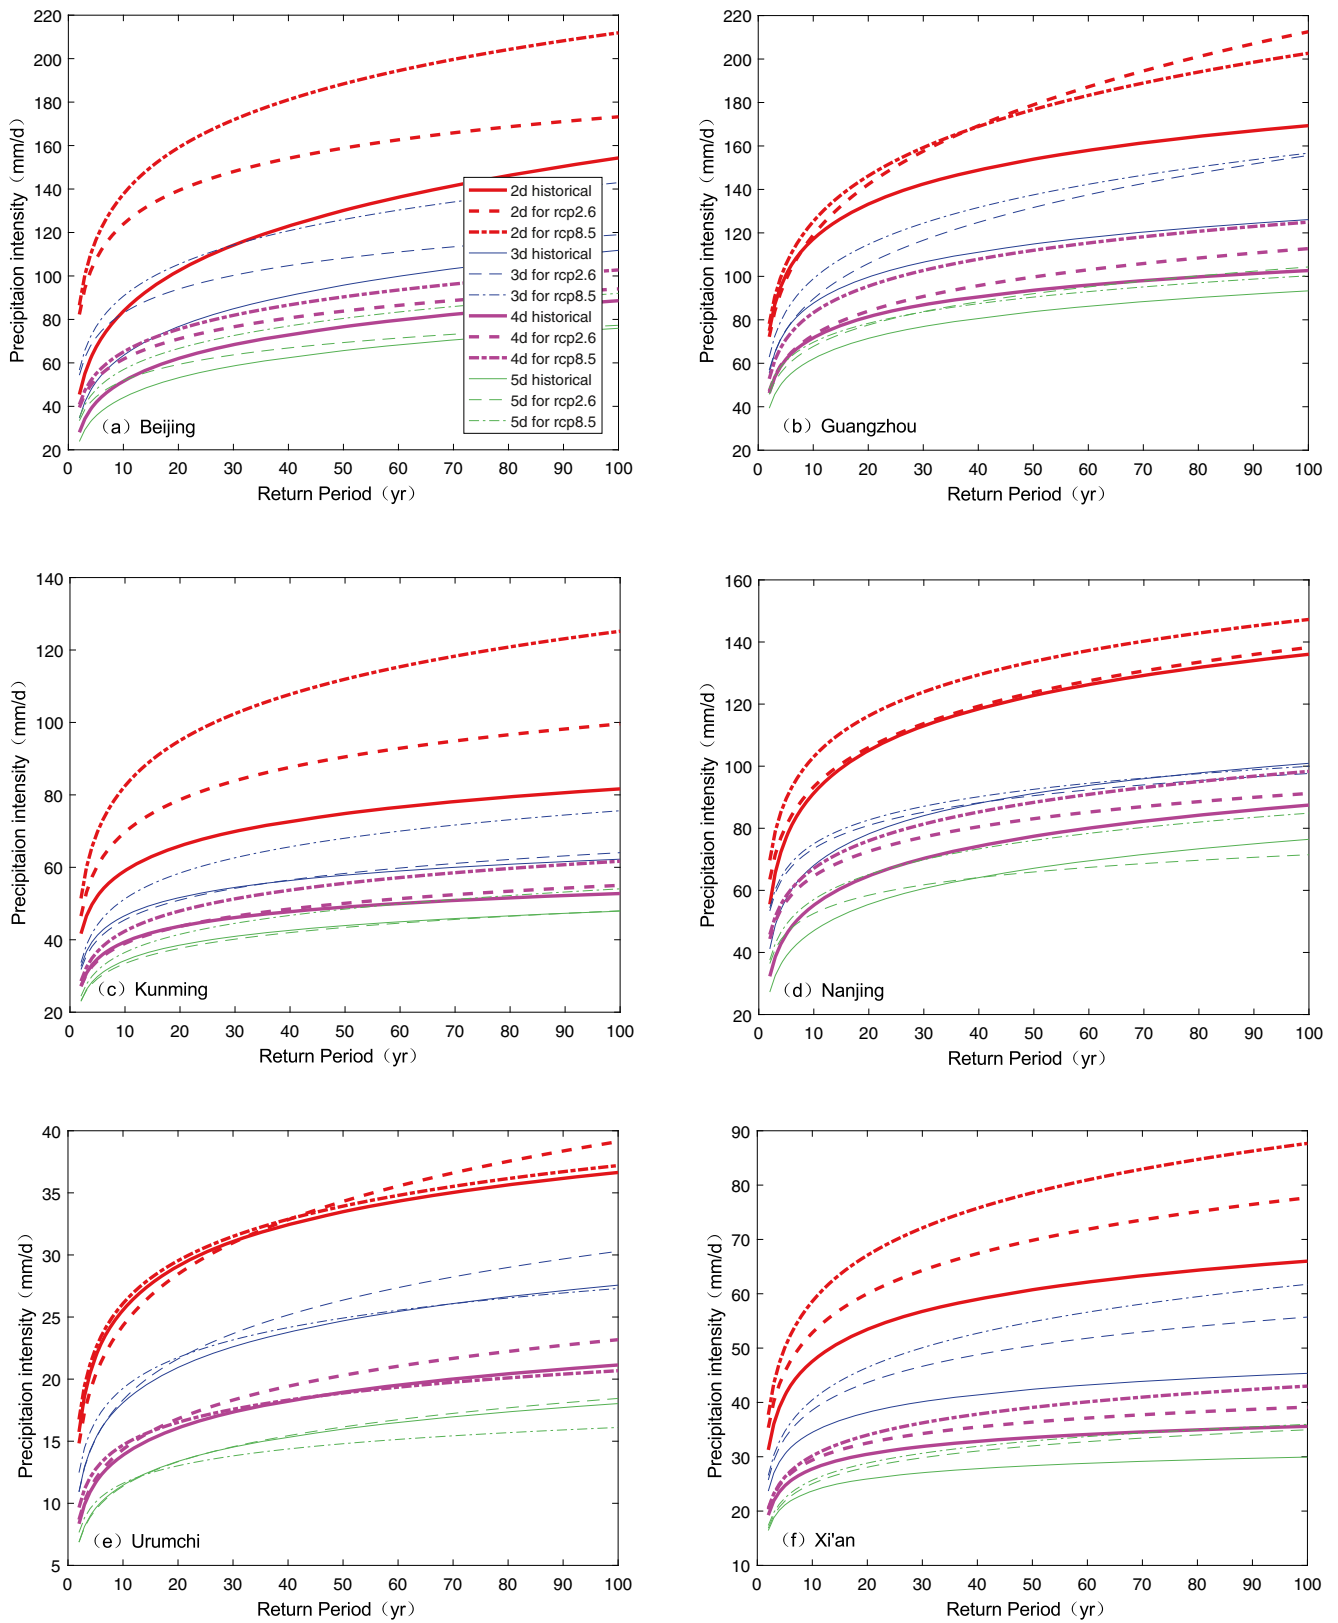 220
200
180
160
140
120
100
80
60
40
20
Precipitaion intensity（mm/d）
2d historical
2d for rcp2.6
2d for rcp8.5
3d historical
3d for rcp2.6
3d for rcp8.5
4d historical
4d for rcp2.6
4d for rcp8.5
5d historical
5d for rcp2.6
5d for rcp8.5
（a）Beijing
0 10 20 30 40 50 60 70 80 90 100
Return Period（yr）
220
200
180
160
140
120
100
80
60
40
20
Precipitaion intensity（mm/d）
（b）Guangzhou
0 10 20 30 40 50 60 70 80 90 100
Return Period（yr）
140
120
100
80
60
40
20
Precipitaion intensity（mm/d）
（c）Kunming
0 10 20 30 40 50 60 70 80 90 100
Return Period（yr）
160
140
120
100
80
60
40
20
Precipitaion intensity（mm/d）
（d）Nanjing
0 10 20 30 40 50 60 70 80 90 100
Return Period（yr）
40
35
30
25
20
15
10
5
Precipitaion intensity（mm/d）
（e）Urumchi
0 10 20 30 40 50 60 70 80 90 100
Return Period（yr）
90
80
70
60
50
40
30
20
10
Precipitaion intensity（mm/d）
（f）Xi'an
0 10 20 30 40 50 60 70 80 90 100
Return Period（yr）